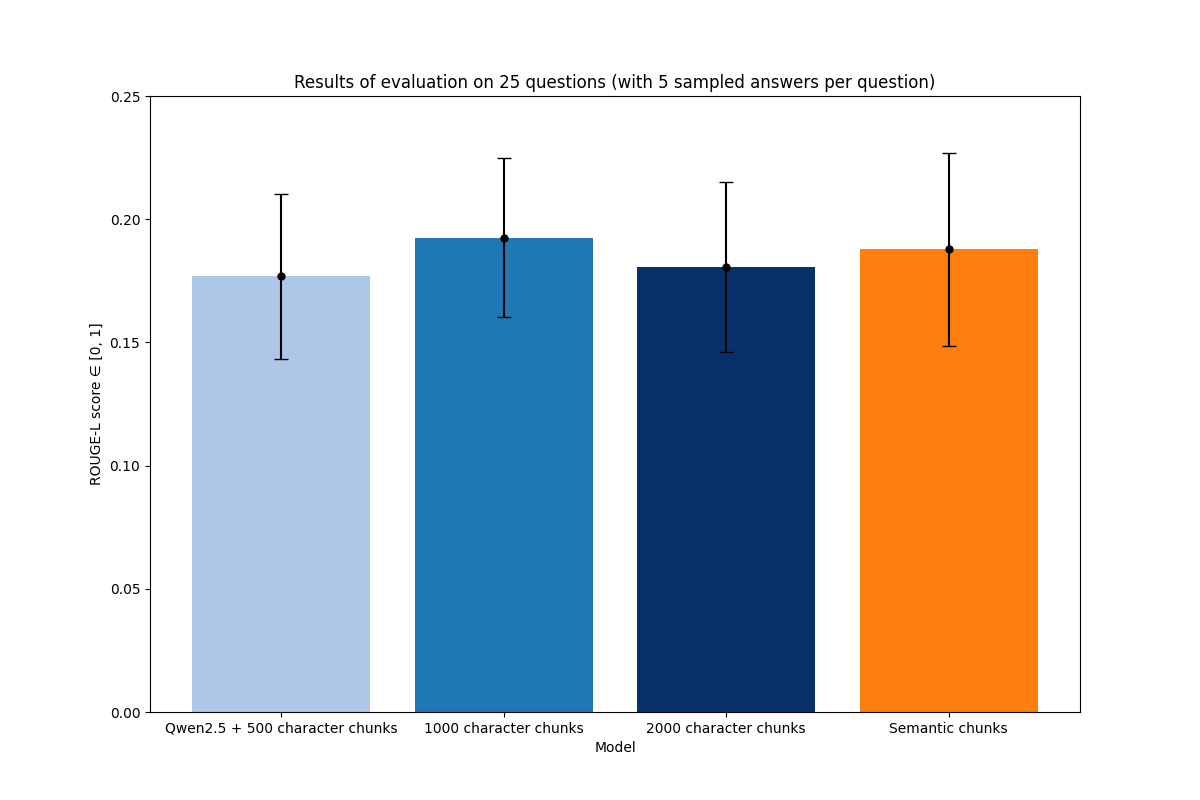 Results of evaluation on 25 questions (with 5 sampled answers per question)
0.25
0.20
0.15
0.10
0.05
0.00
ROUGE-L score ∈ [0, 1]
Qwen2.5 + 500 character chunks
1000 character chunks
2000 character chunks
Semantic chunks
Model